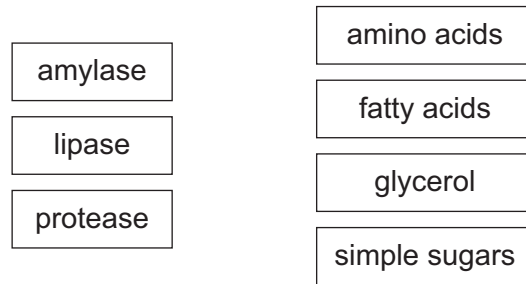 amylase
lipase
protease
amino acids
fatty acids
glycerol
simple sugars